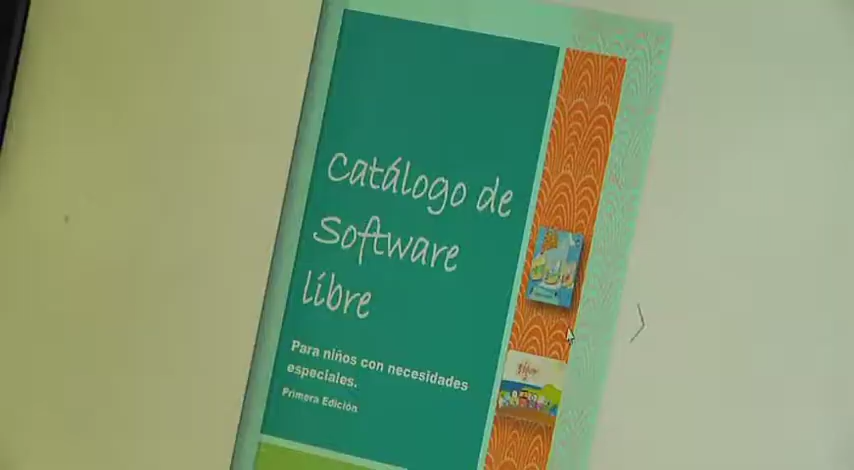 Catálogo de
Software
libre
Para niños con necesidades
especiales.
Primera Edición